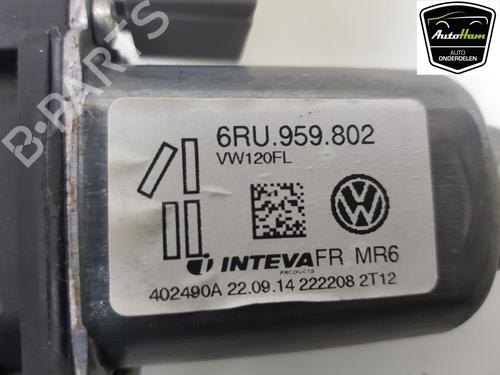 AutoHam
AUTO
ONDERDELEN
B-PARTS
6RU.959.802
VW120FL
INTEVA FR MR6
PRODUCTS
402490A 22.09.14 222208 2T12